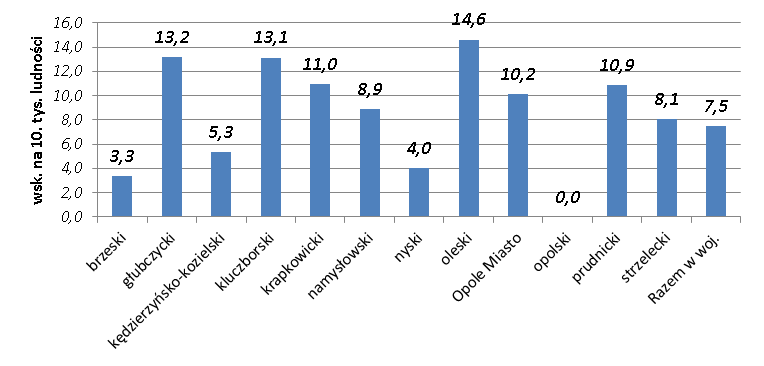 wsk. na 10. tys. ludności
16,0
14,0
12,0
10,0
8,0
6,0
4,0
2,0
0,0
3,3
13,2
5,3
13,1
11,0
8,9
4,0
14,6
10,2
0,0
10,9
8,1
7,5
brzeski
głubczycki
kędzierzyńsko-kozielski
kluczborski
krapkowicki
namysłowski
nyski
oleski
Opole Miasto
opolski
prudnicki
strzelecki
Razem w woj.